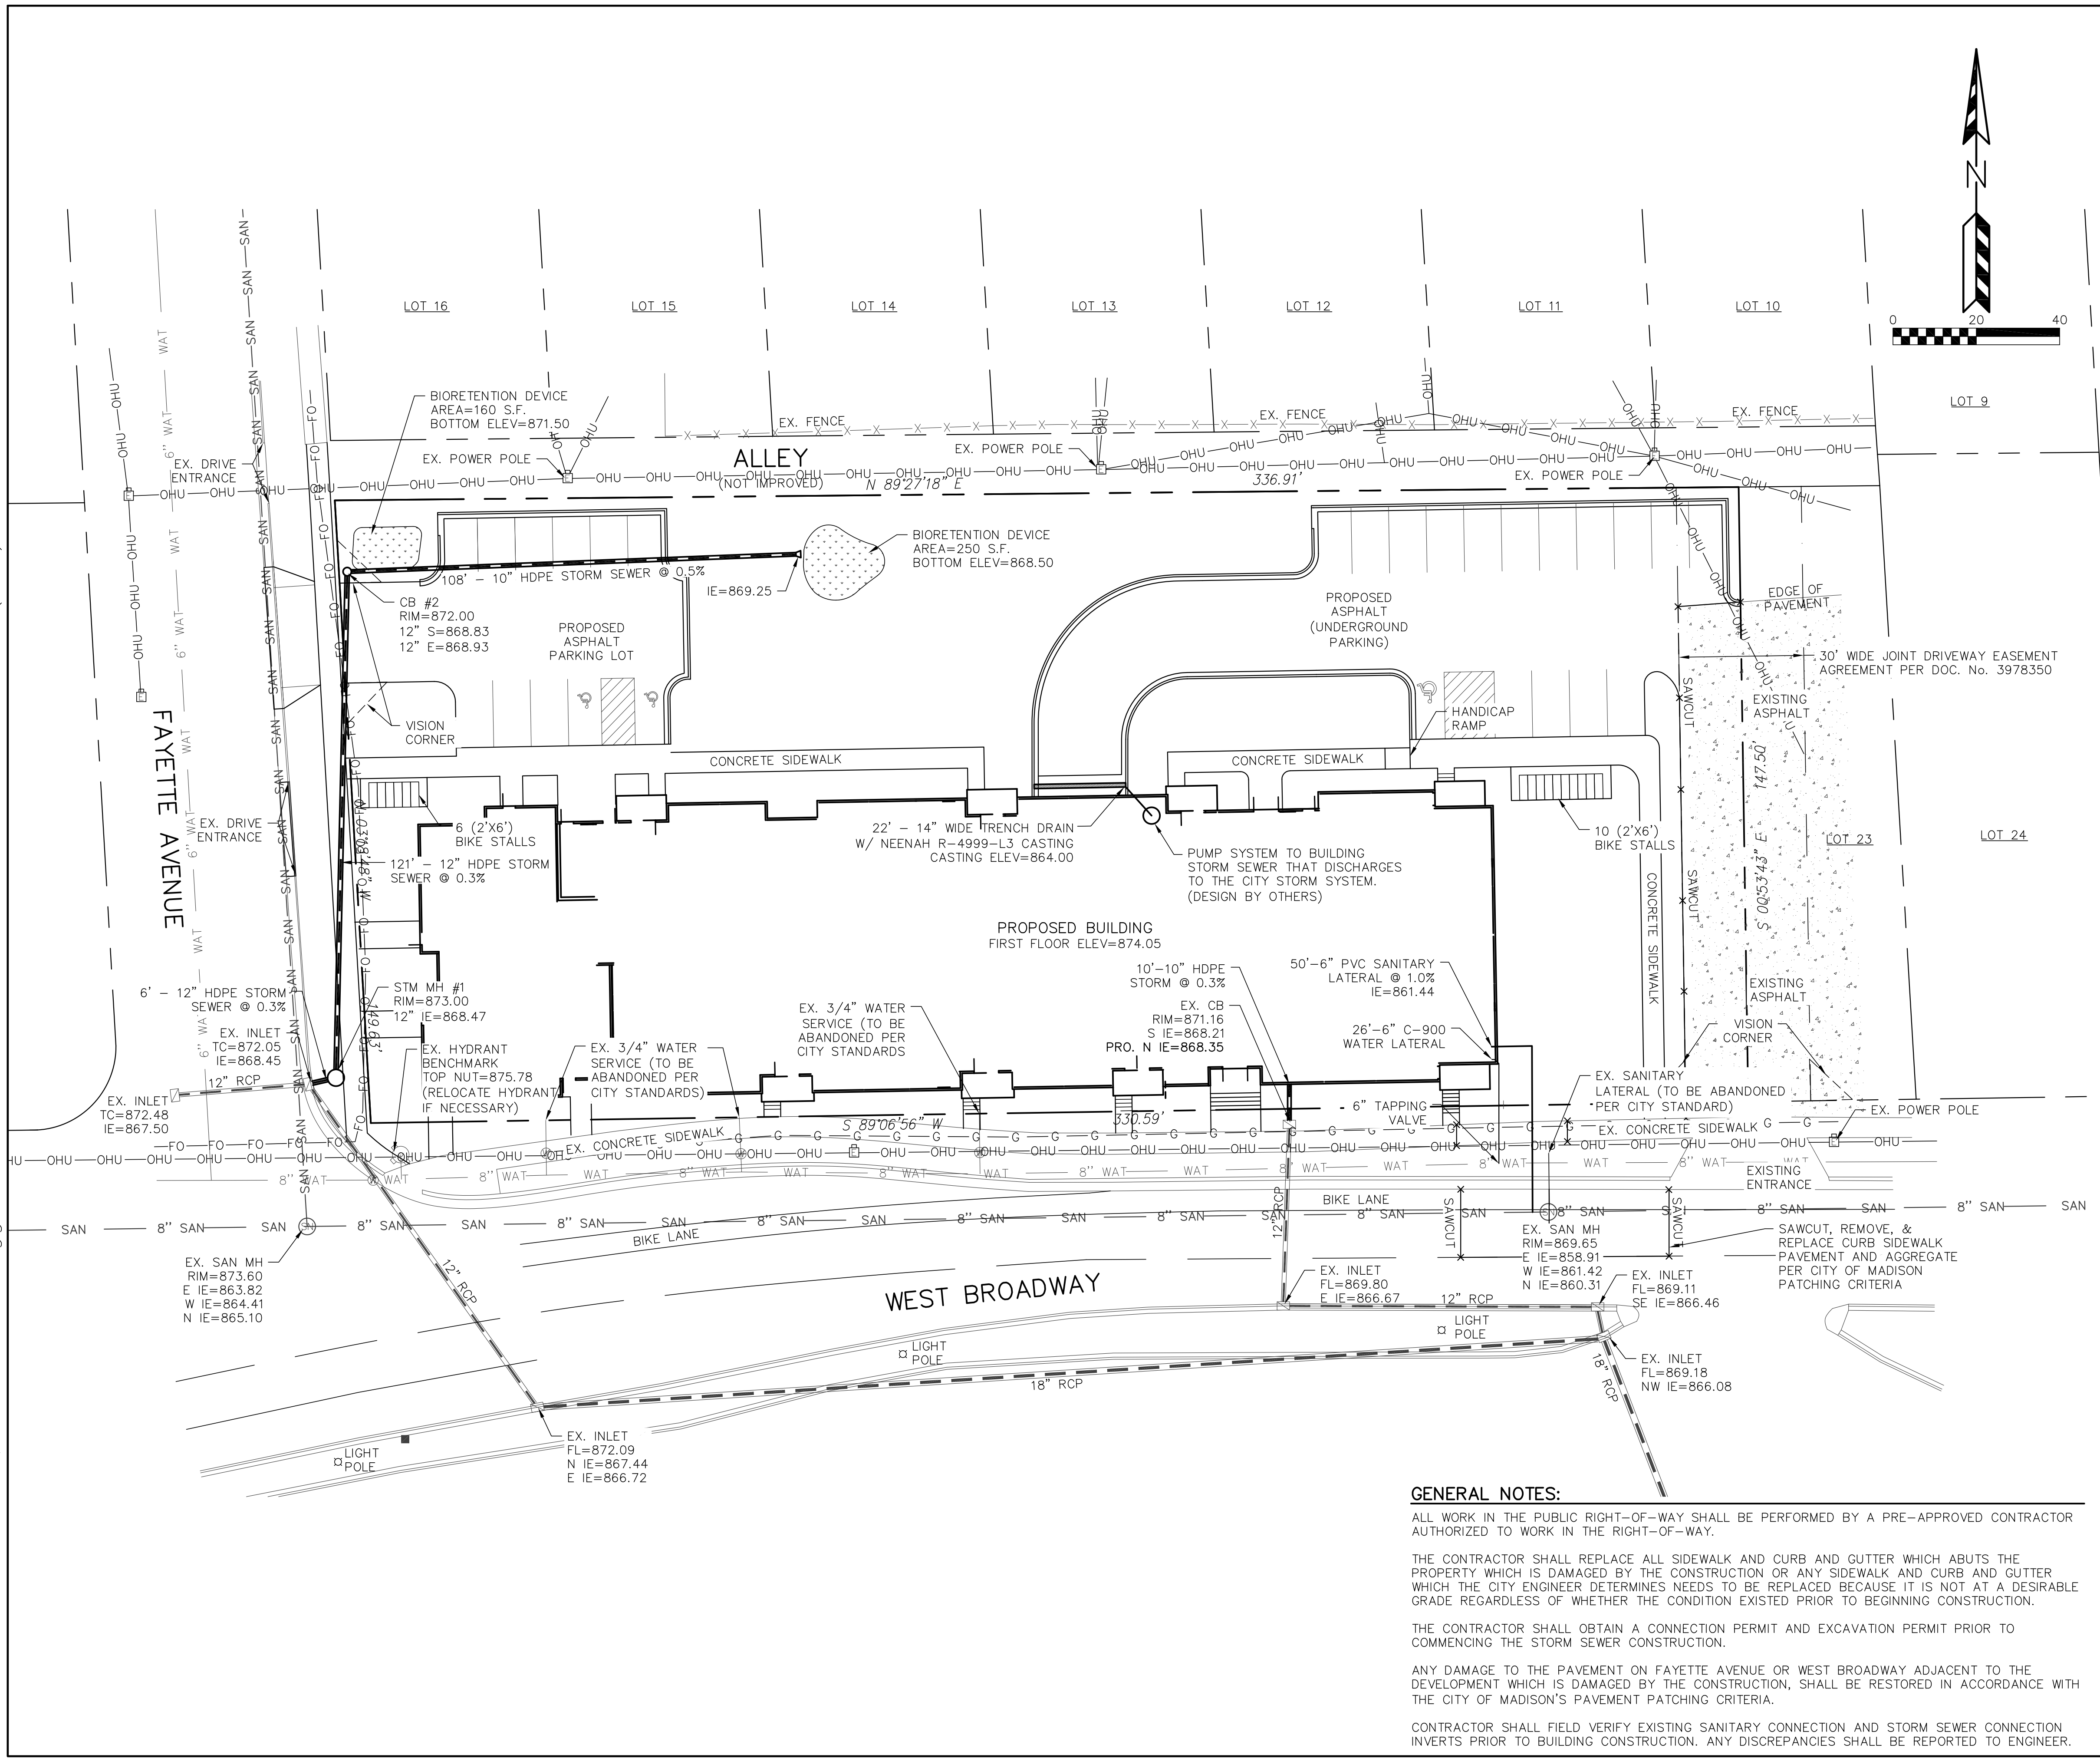 N
0 20 40
LOT 16
LOT 15
LOT 14
LOT 13
LOT 12
LOT 11
LOT 10
LOT 9
BIORETENTION DEVICE
AREA=160 S.F.
BOTTOM ELEV=871.50
EX. FENCE
EX. FENCE
EX. FENCE
EX. DRIVE
ENTRANCE
EX. POWER POLE
ALLEY
(NOT IMPROVED)
N 89°27'18" E
336.91'
EX. POWER POLE
EX. POWER POLE
BIORETENTION DEVICE
AREA=250 S.F.
BOTTOM ELEV=868.50
108' - 10" HDPE STORM SEWER @ 0.5%
IE=869.25
CB #2
RIM=872.00
12" S=868.83
12" E=868.93
PROPOSED
ASPHALT
PARKING LOT
PROPOSED
ASPHALT
(UNDERGROUND
PARKING)
EDGE OF
PAVEMENT
30' WIDE JOINT DRIVEWAY EASEMENT
AGREEMENT PER DOC. No. 3978350
EXISTING
ASPHALT
VISION
CORNER
HANDICAP
RAMP
SAWCUT
CONCRETE SIDEWALK
CONCRETE SIDEWALK
FAYETTE AVENUE
EX. DRIVE
ENTRANCE
6 (2'X6')
BIKE STALLS
121' - 12" HDPE STORM
SEWER @ 0.3%
N 03°48'48" W
149.63'
22' - 14" WIDE TRENCH DRAIN
W/ NEENAH R-4999-L3 CASTING
CASTING ELEV=864.00
PUMP SYSTEM TO BUILDING
STORM SEWER THAT DISCHARGES
TO THE CITY STORM SYSTEM.
(DESIGN BY OTHERS)
10 (2'X6')
BIKE STALLS
LOT 23
LOT 24
S 00°53'43" E 147.50'
SAWCUT
CONCRETE SIDEWALK
PROPOSED BUILDING
FIRST FLOOR ELEV=874.05
10'-10" HDPE
STORM @ 0.3%
EX. CB
RIM=871.16
S IE=868.21
PRO. N IE=868.35
50'-6" PVC SANITARY
LATERAL @ 1.0%
IE=861.44
26'-6" C-900
WATER LATERAL
EXISTING
ASPHALT
VISION
CORNER
6' - 12" HDPE STORM
SEWER @ 0.3%
STM MH #1
RIM=873.00
12" IE=868.47
EX. INLET
TC=872.05
IE=868.45
12" RCP
EX. INLET
TC=872.48
IE=867.50
EX. HYDRANT
BENCHMARK
TOP NUT=875.78
(RELOCATE HYDRANT
IF NECESSARY)
EX. 3/4" WATER
SERVICE (TO BE
ABANDONED PER
CITY STANDARDS)
EX. 3/4" WATER
SERVICE (TO BE
ABANDONED PER
CITY STANDARDS
EX. SANITARY
LATERAL (TO BE ABANDONED
PER CITY STANDARD)
6" TAPPING
VALVE
EX. POWER POLE
S 89°06'56" W
330.59'
EX. CONCRETE SIDEWALK
EX. CONCRETE SIDEWALK
EXISTING
ENTRANCE
BIKE LANE
BIKE LANE
12" RCP
12" RCP
SAWCUT
SAWCUT
EX. SAN MH
RIM=873.60
E IE=863.82
W IE=864.41
N IE=865.10
WEST BROADWAY
EX. SAN MH
RIM=869.65
E IE=858.91
W IE=861.42
N IE=860.31
SAWCUT, REMOVE, &
REPLACE CURB SIDEWALK
PAVEMENT AND AGGREGATE
PER CITY OF MADISON
PATCHING CRITERIA
EX. INLET
FL=869.80
E IE=866.67
12" RCP
EX. INLET
FL=869.11
SE IE=866.46
LIGHT
POLE
LIGHT
POLE
18" RCP
18" RCP
EX. INLET
FL=869.18
NW IE=866.08
LIGHT
POLE
EX. INLET
FL=872.09
N IE=867.44
E IE=866.72
GENERAL NOTES:
ALL WORK IN THE PUBLIC RIGHT-OF-WAY SHALL BE PERFORMED BY A PRE-APPROVED CONTRACTOR
AUTHORIZED TO WORK IN THE RIGHT-OF-WAY.
THE CONTRACTOR SHALL REPLACE ALL SIDEWALK AND CURB AND GUTTER WHICH ABUTS THE
PROPERTY WHICH IS DAMAGED BY THE CONSTRUCTION OR ANY SIDEWALK AND CURB AND GUTTER
WHICH THE CITY ENGINEER DETERMINES NEEDS TO BE REPLACED BECAUSE IT IS NOT AT A DESIRABLE
GRADE REGARDLESS OF WHETHER THE CONDITION EXISTED PRIOR TO BEGINNING CONSTRUCTION.
THE CONTRACTOR SHALL OBTAIN A CONNECTION PERMIT AND EXCAVATION PERMIT PRIOR TO
COMMENCING THE STORM SEWER CONSTRUCTION.
ANY DAMAGE TO THE PAVEMENT ON FAYETTE AVENUE OR WEST BROADWAY ADJACENT TO THE
DEVELOPMENT WHICH IS DAMAGED BY THE CONSTRUCTION, SHALL BE RESTORED IN ACCORDANCE WITH
THE CITY OF MADISON'S PAVEMENT PATCHING CRITERIA.
CONTRACTOR SHALL FIELD VERIFY EXISTING SANITARY CONNECTION AND STORM SEWER CONNECTION
INVERTS PRIOR TO BUILDING CONSTRUCTION. ANY DISCREPANCIES SHALL BE REPORTED TO ENGINEER.